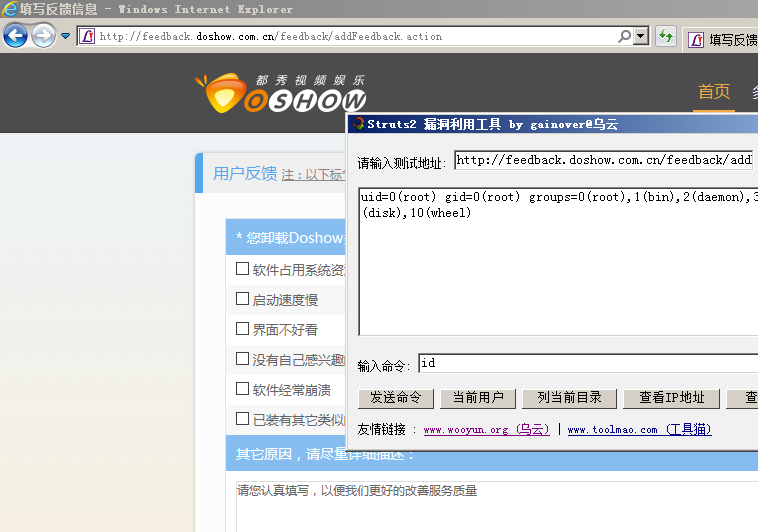 填写反馈信息 - Windows Internet Explorer
http://feedback.doshow.com.cn/feedback/addFeedback.action
填写反馈
都秀视频娱乐
DOSHOW
首页
Struts2 漏洞利用工具 by gainover@乌云
请输入测试地址: http://feedback.doshow.com.cn/feedback/add
用户反馈 注：以下标
uid=0(root) gid=0(root) groups=0(root),1(bin),2(daemon),3
(disk),10(wheel)
* 您卸载Doshow
软件占用系统资
启动速度慢
界面不好看
没有自己感兴趣
软件经常崩溃
已装有其它类似
输入命令: id
发送命令 当前用户 列当前目录 查看IP地址 查
友情链接 : www.wooyun.org (乌云) | www.toolmao.com (工具猫)
其它原因，请尽量详细描述：
请您认真填写，以便我们更好的改善服务质量